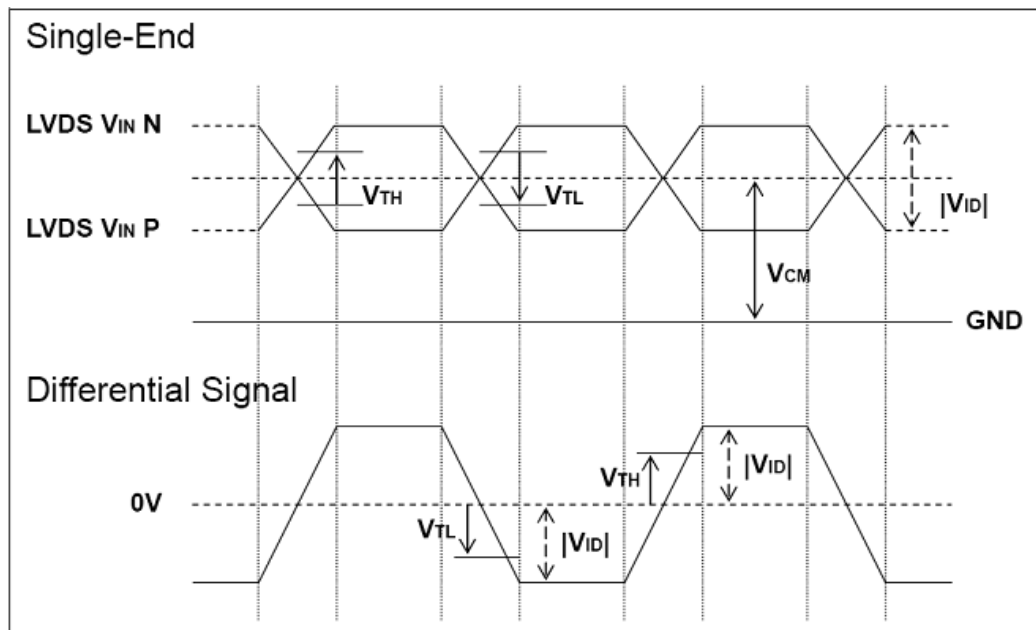 Single-End
LVDS VIN N
VTH
VTL
|VID|
LVDS VIN P
VCM
GND
Differential Signal
VTH
|VID|
0V
VTL
|VID|